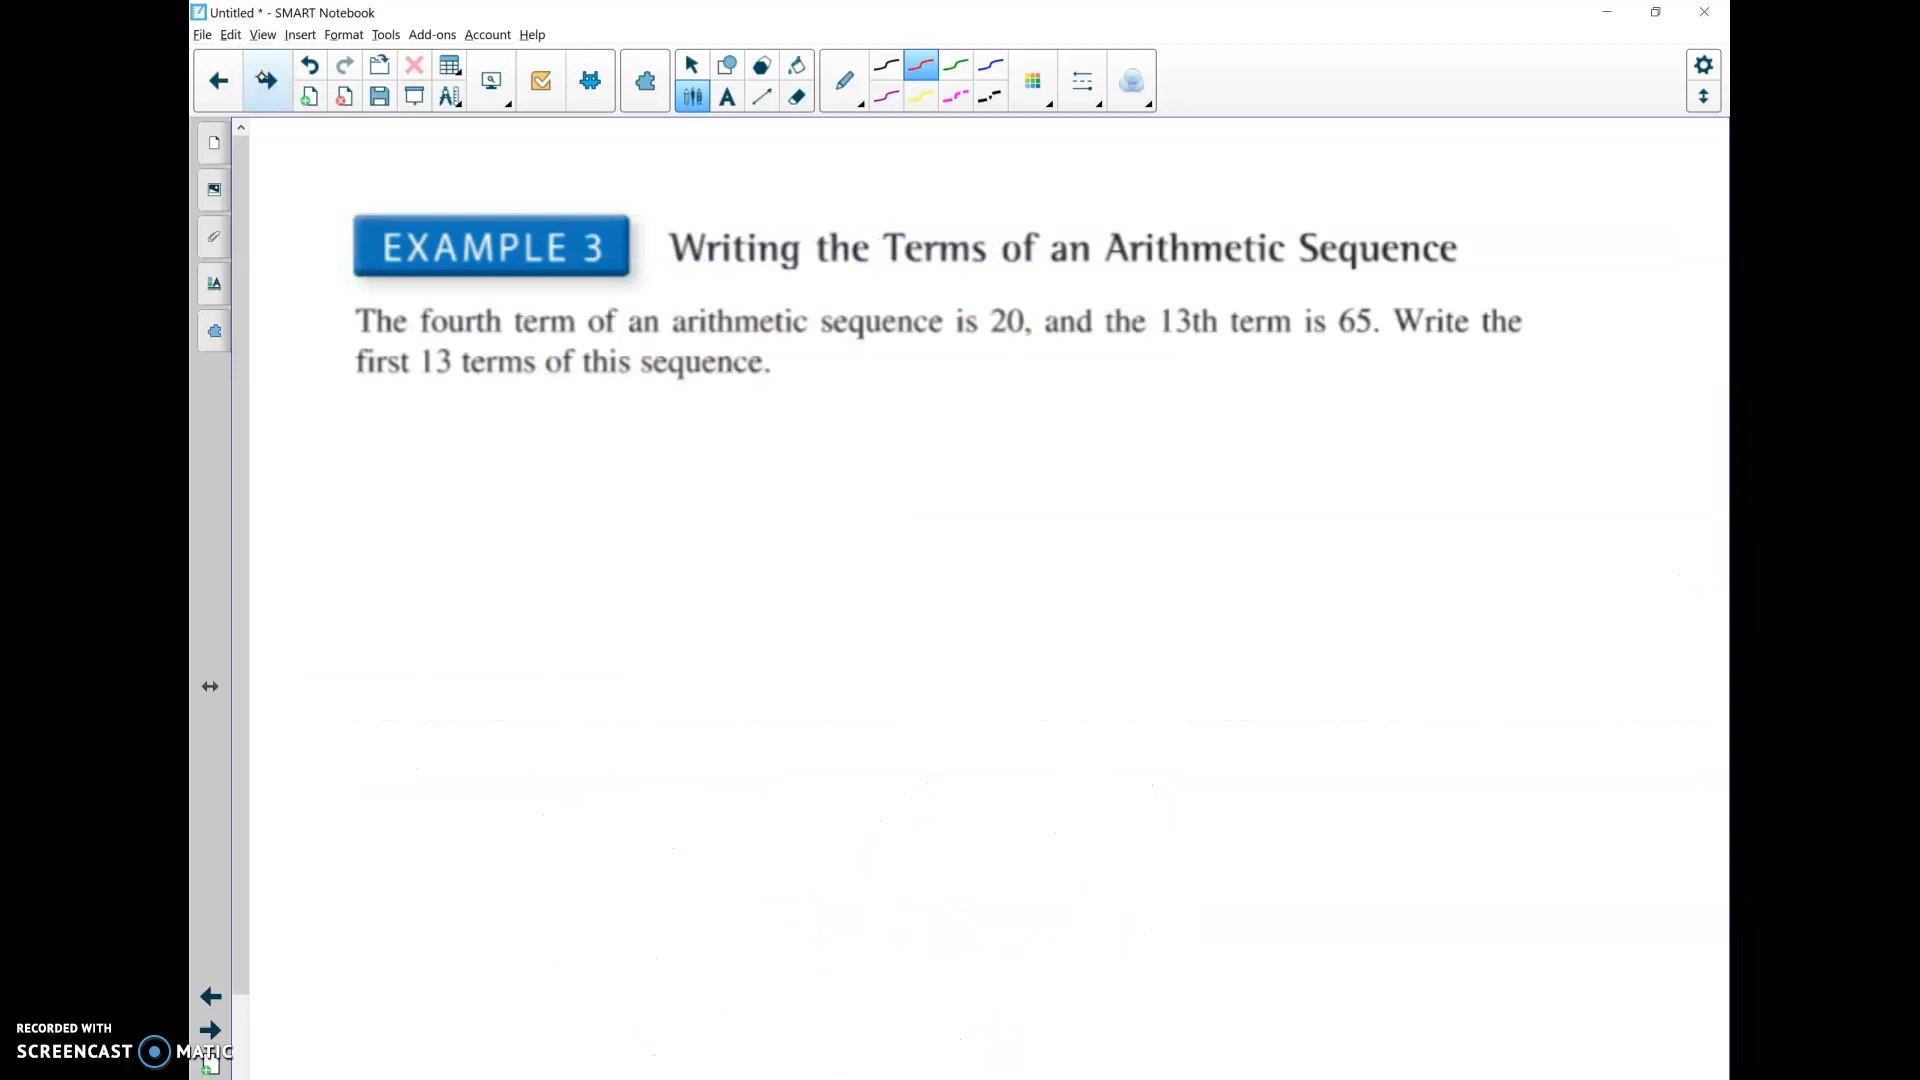 Untitled * - SMART Notebook
File Edit View Insert Format Tools Add-ons Account Help
EXAMPLE 3 Writing the Terms of an Arithmetic Sequence
The fourth term of an arithmetic sequence is 20, and the 13th term is 65. Write the
first 13 terms of this sequence.
RECORDED WITH
SCREENCAST MATIC